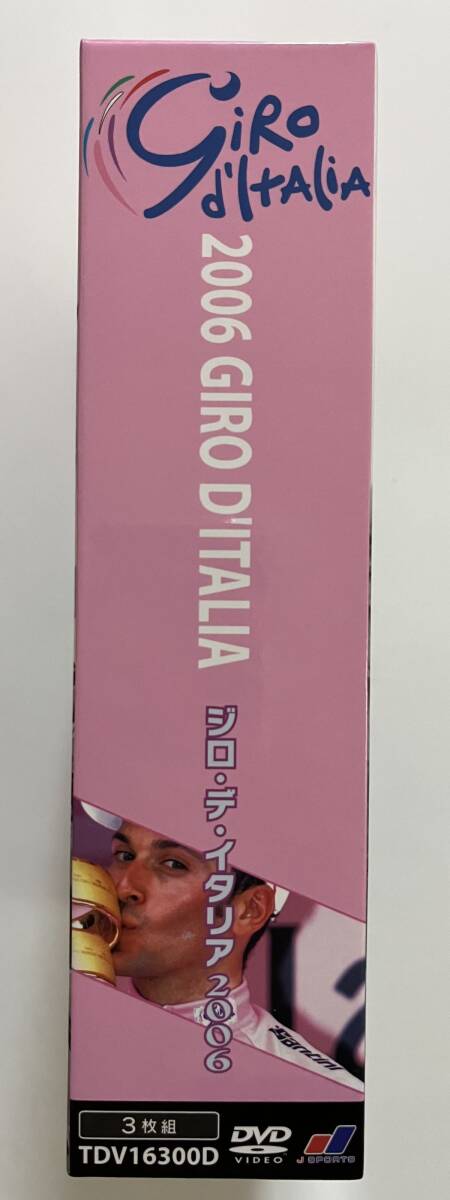 Giro
d'Italia
2006 GIRO D'ITALIA
ジロ・デ・イタリア2006
3枚組
TDV16300D
DVD
VIDEO
J SPORTS